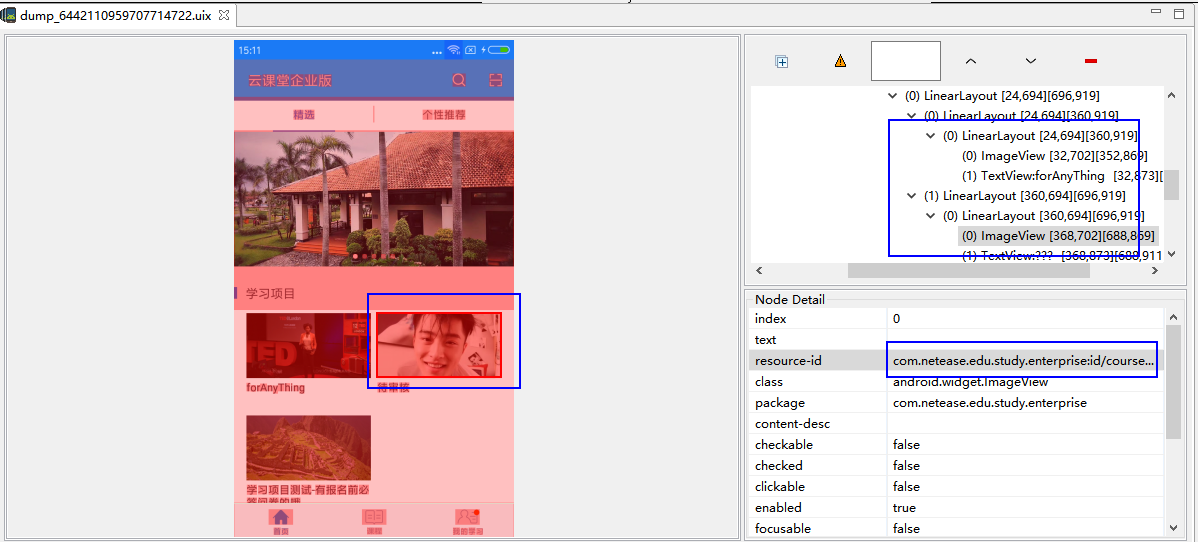 dump_6442110959707714722.uix
15:11
云课堂企业版
精选
个性推荐
学习项目
TED
forAnyThing
待审核
学习项目测试-有报名前必
答问卷的哦
首页
课程
我的学习
(0) LinearLayout [24,694][696,919]
(0) LinearLayout [24,694][360,919]
(0) LinearLayout [24,694][360,919]
(0) ImageView [32,702][352,869]
(1) TextView:forAnyThing [32,873][
(1) LinearLayout [360,694][696,919]
(0) LinearLayout [360,694][696,919]
(0) ImageView [368,702][688,869]
(1) TextView:??? [368,873][688,911
Node Detail
index 0
text
resource-id com.netease.edu.study.enterprise:id/course...
class android.widget.ImageView
package com.netease.edu.study.enterprise
content-desc
checkable false
checked false
clickable false
enabled true
focusable false